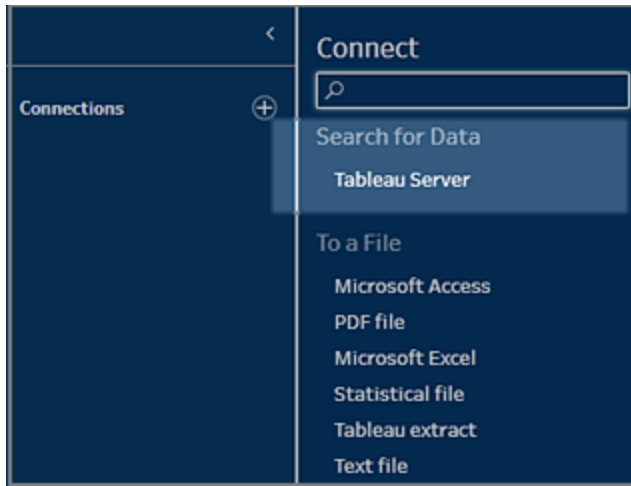 Connections
Connect
Search for Data
Tableau Server
To a File
Microsoft Access
PDF file
Microsoft Excel
Statistical file
Tableau extract
Text file